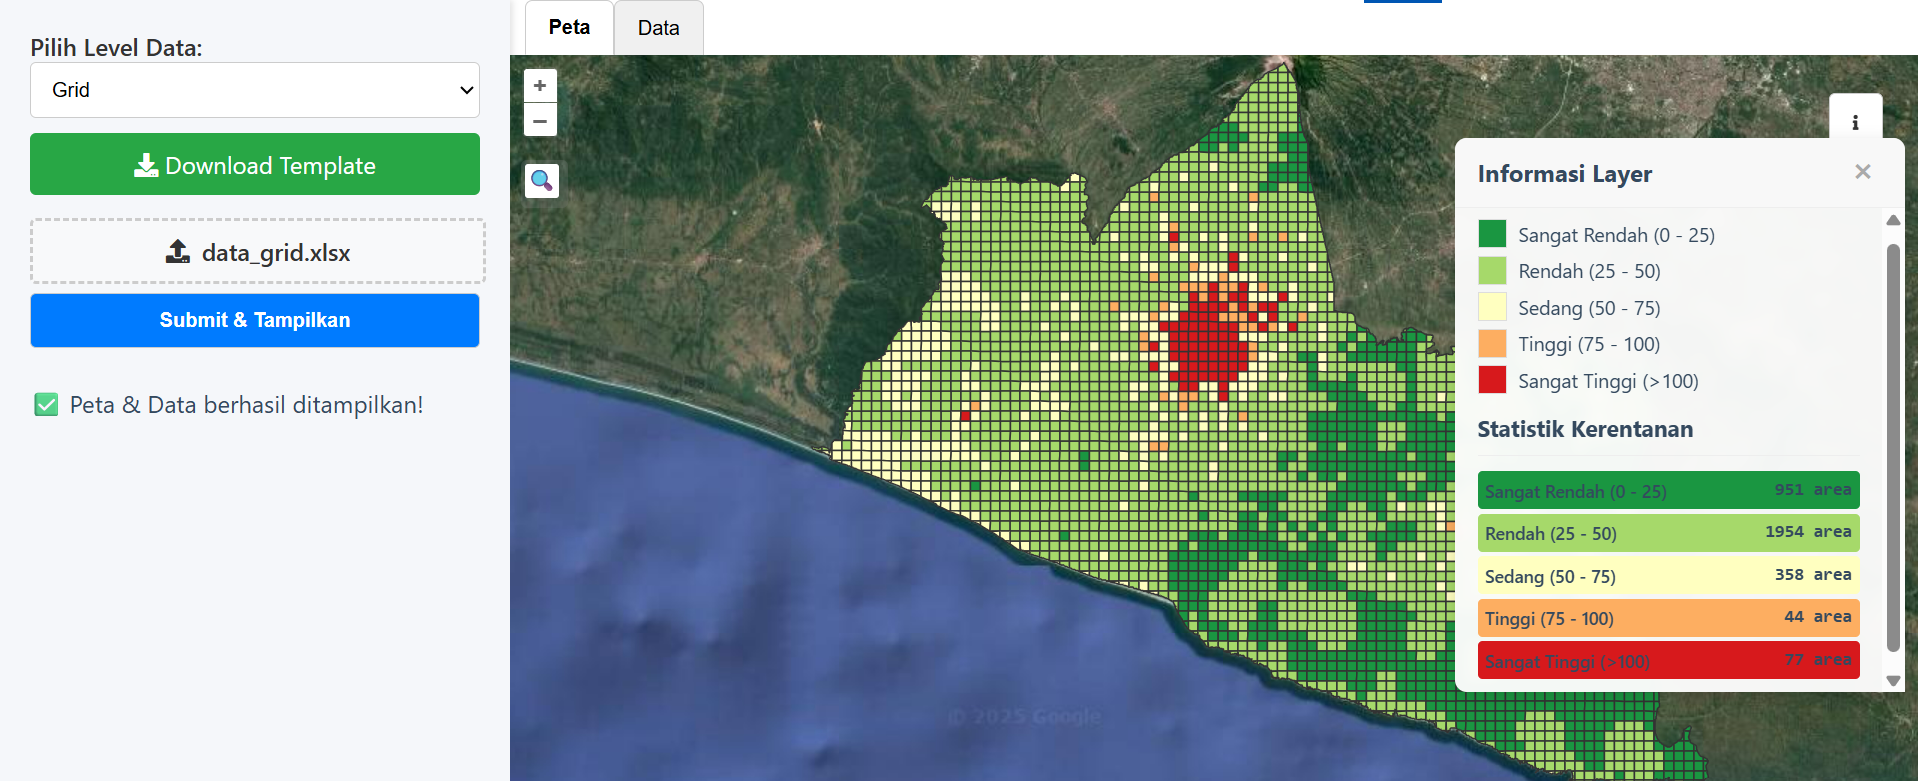 Pilih Level Data:
Grid
Download Template
data_grid.xlsx
Submit & Tampilkan
Peta & Data berhasil ditampilkan!
Peta
Data
+
−
i
Informasi Layer
×
Sangat Rendah (0 - 25)
Rendah (25 - 50)
Sedang (50 - 75)
Tinggi (75 - 100)
Sangat Tinggi (>100)
Statistik Kerentanan
Sangat Rendah (0 - 25) 951 area
Rendah (25 - 50) 1954 area
Sedang (50 - 75) 358 area
Tinggi (75 - 100) 44 area
Sangat Tinggi (>100) 77 area
© 2025 Google